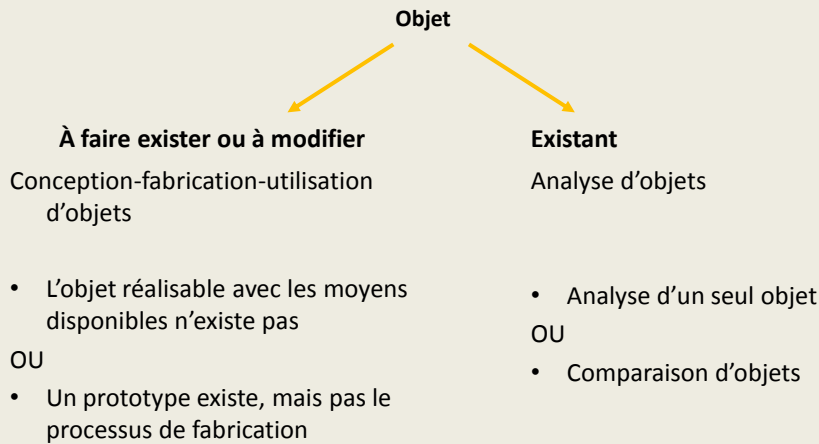 Objet
À faire exister ou à modifier
Conception-fabrication-utilisation
d'objets
• L'objet réalisable avec les moyens
disponibles n'existe pas
OU
• Un prototype existe, mais pas le
processus de fabrication
Existant
Analyse d'objets
• Analyse d'un seul objet
OU
• Comparaison d'objets